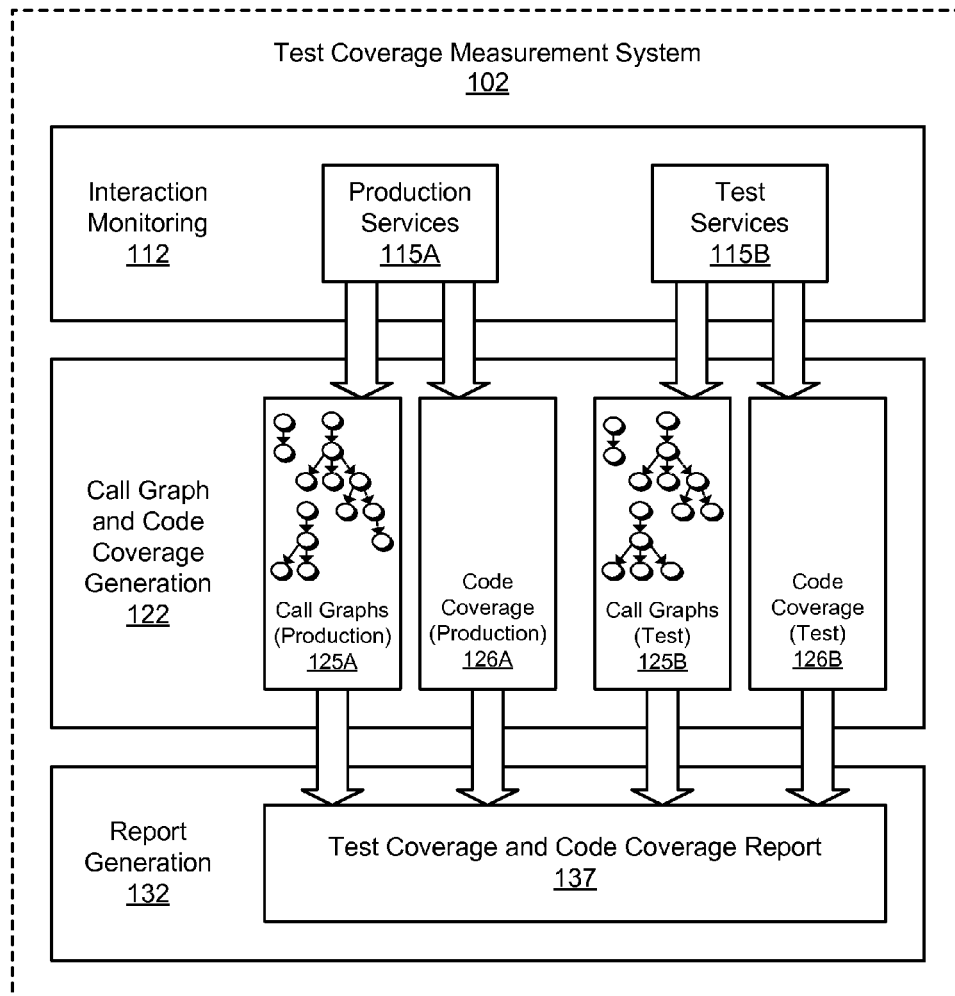 Test Coverage Measurement System
102
Interaction
Monitoring
112
Production
Services
115A
Test
Services
115B
Call Graph
and Code
Coverage
Generation
122
Call Graphs
(Production)
125A
Code
Coverage
(Production)
126A
Call Graphs
(Test)
125B
Code
Coverage
(Test)
126B
Report
Generation
132
Test Coverage and Code Coverage Report
137